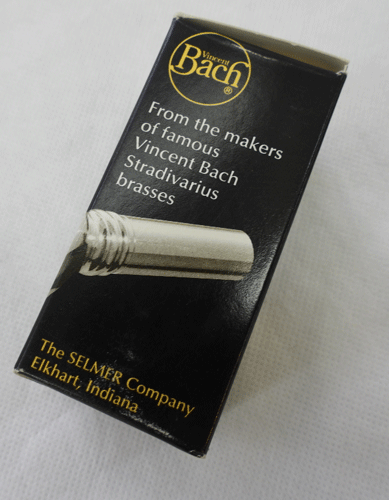 Vincent
Bach
®
From the makers
of famous
Vincent Bach
Stradivarius
brasses
The SELMER Company
Elkhart, Indiana